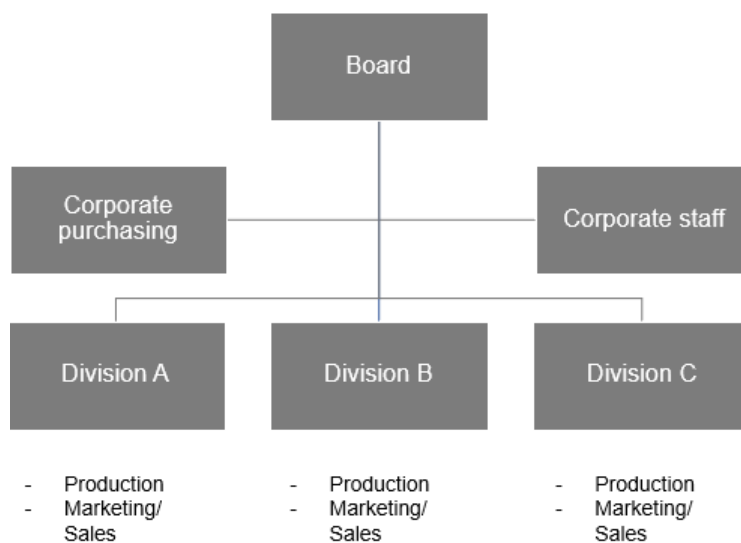 Board
Corporate
purchasing
Corporate staff
Division A
Division B
Division C
- Production
- Marketing/
Sales
- Production
- Marketing/
Sales
- Production
- Marketing/
Sales